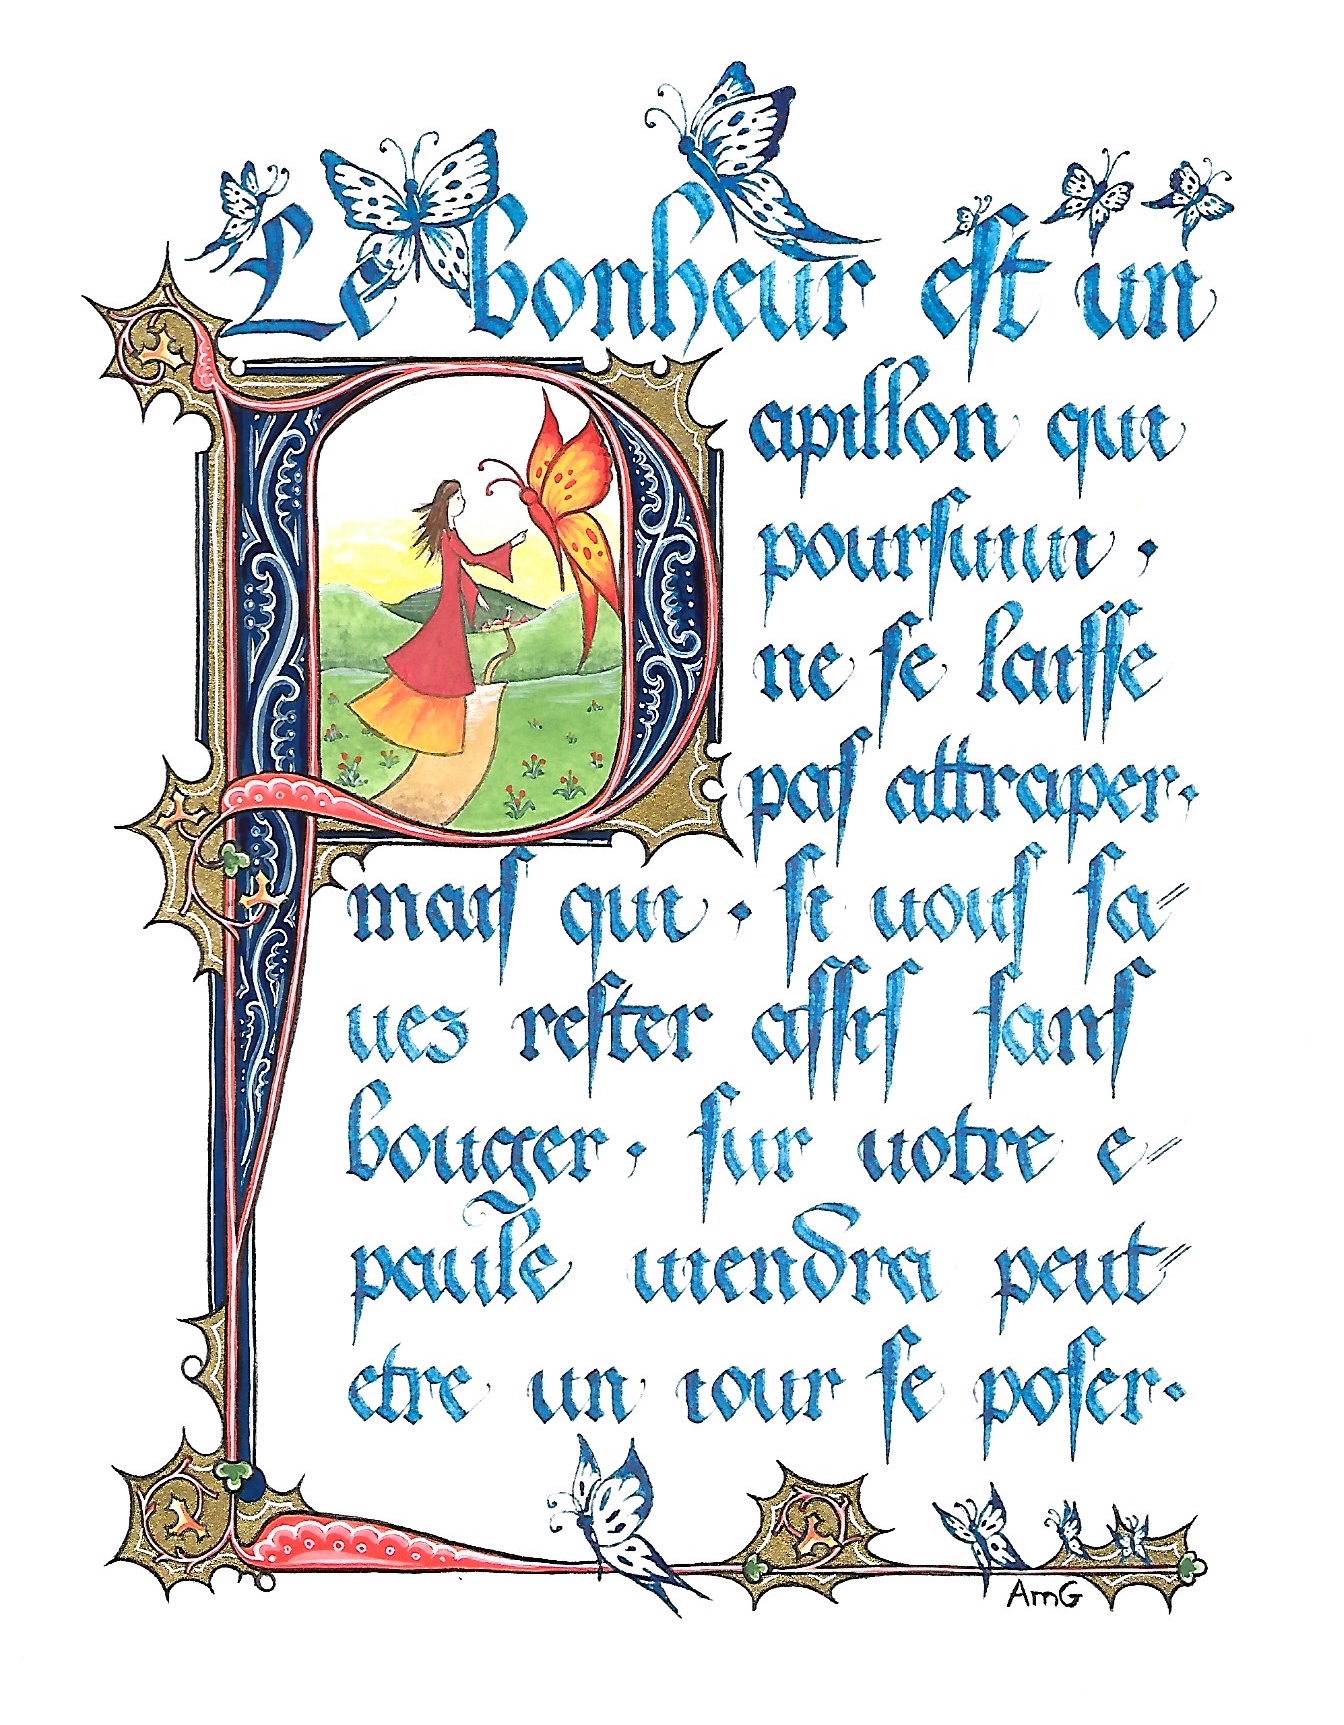 Le bonheur est un
Papillon qui
poursuivi ·
ne se laisse
pas attraper ·
mais qui · si vous sa=
vez rester assis sans
bouger · sur votre e=
paule viendra peut=
etre un jour se poser ·
AmG